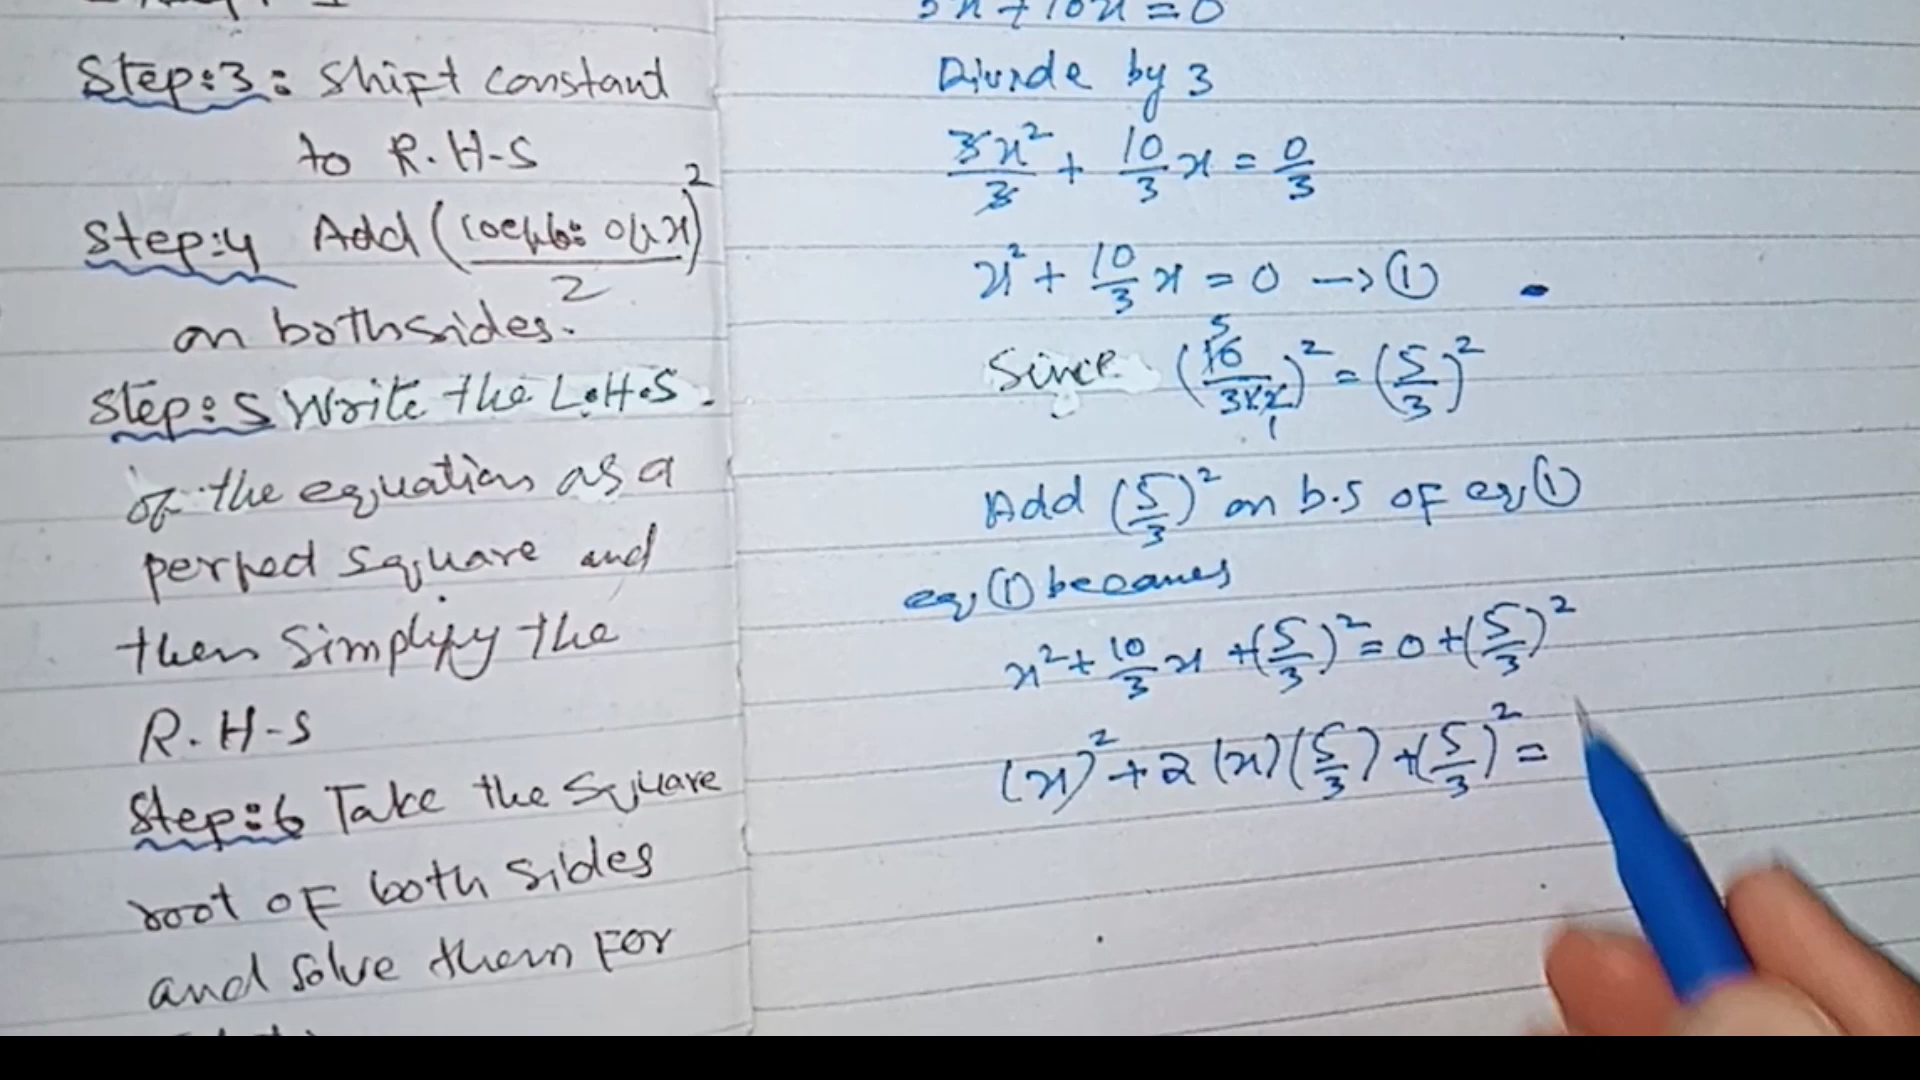 Step:3: Shift constant
to R.H-S
Step:4 Add (coeff: of x / 2)²
on bothsides.
Step:5 Write the L.H.S.
of the equation as a
perfect square and
then simplify the
R.H-S
Step:6 Take the square
root of both sides
and solve them for
Divide by 3
3x²/3 + 10/3 x = 0/3
x² + 10/3 x = 0 → ①
Since (10/3×2)² = (5/3)²
Add (5/3)² on b.s of eq ①
eq ① becomes
x² + 10/3 x + (5/3)² = 0 + (5/3)²
(x)² + 2(x)(5/3) + (5/3)² =